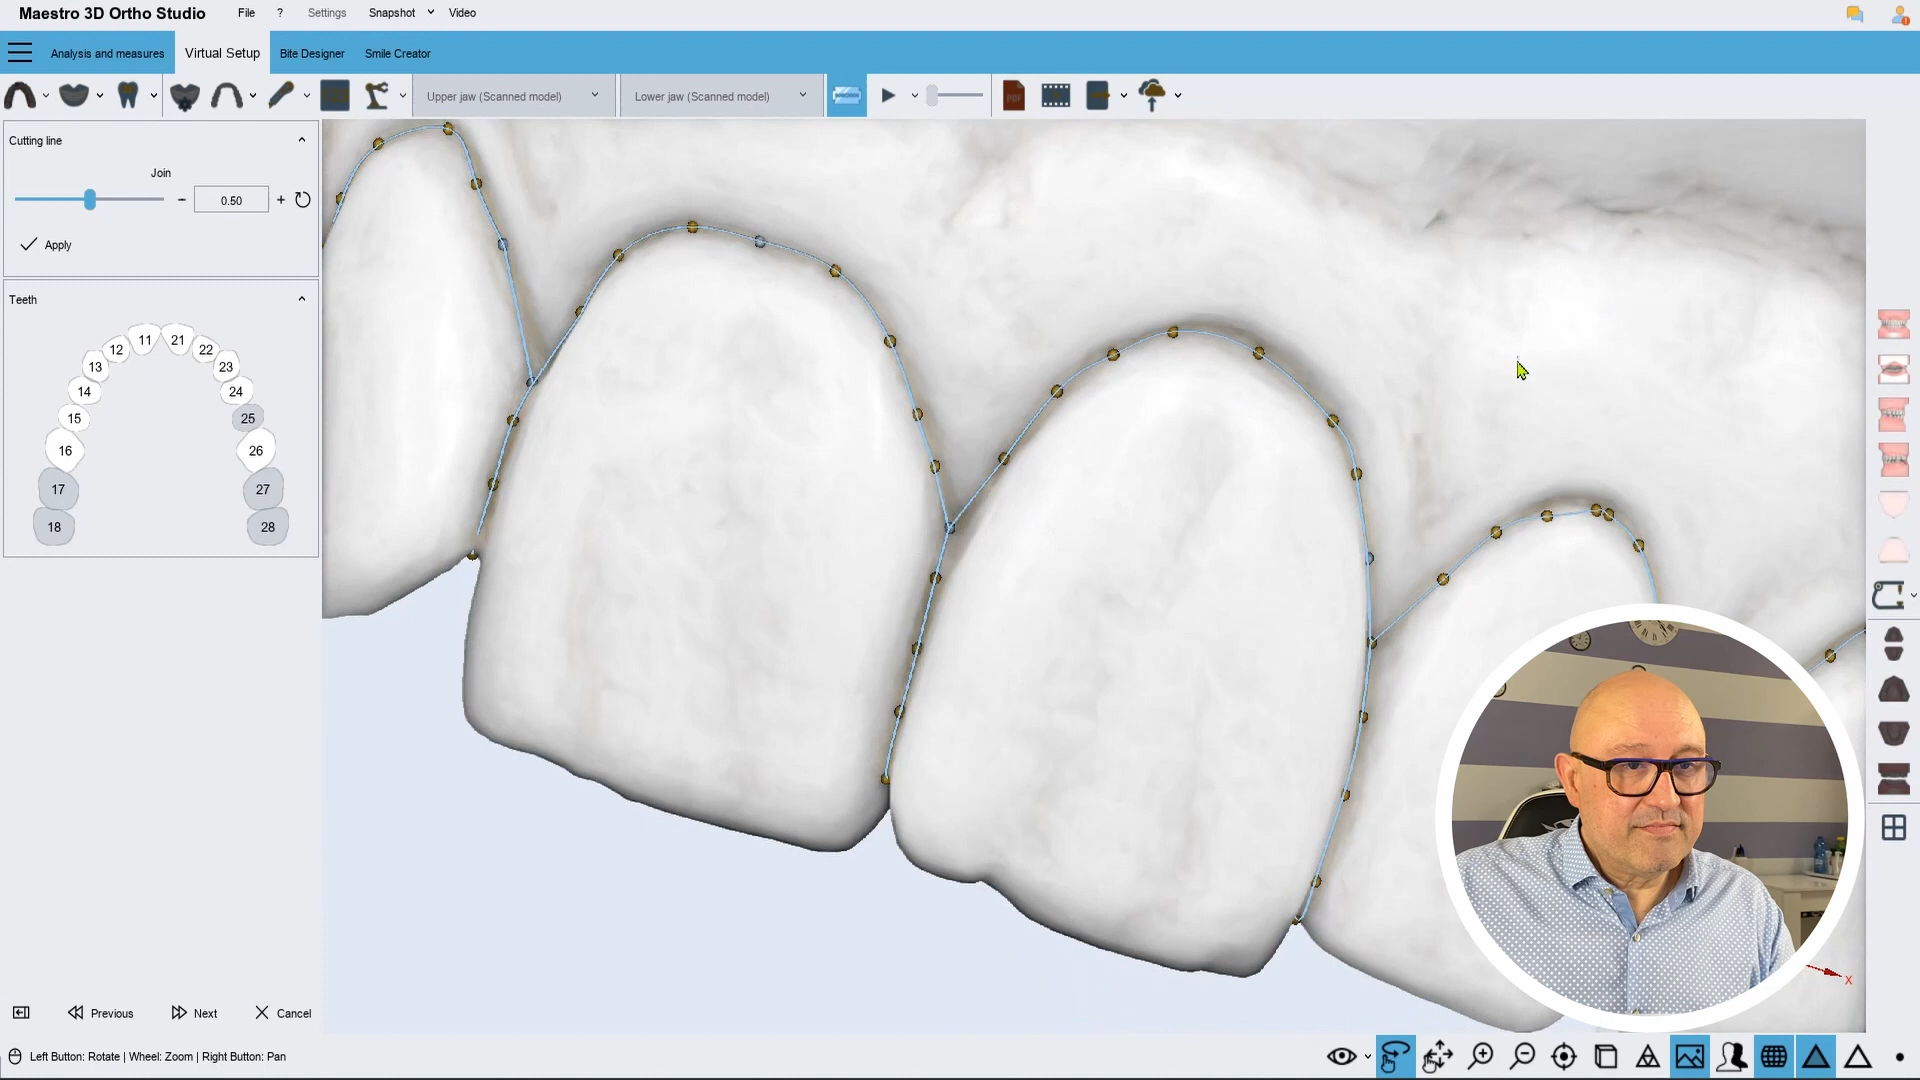 Maestro 3D Ortho Studio File ? Settings Snapshot Video
Analysis and measures Virtual Setup Bite Designer Smile Creator
Upper jaw (Scanned model) Lower jaw (Scanned model)
PDF
Cutting line
Join
- 0.50 +
Apply
Teeth
11 21
12 22
13 23
14 24
15 25
16 26
17 27
18 28
X
Previous Next Cancel
Left Button: Rotate | Wheel: Zoom | Right Button: Pan